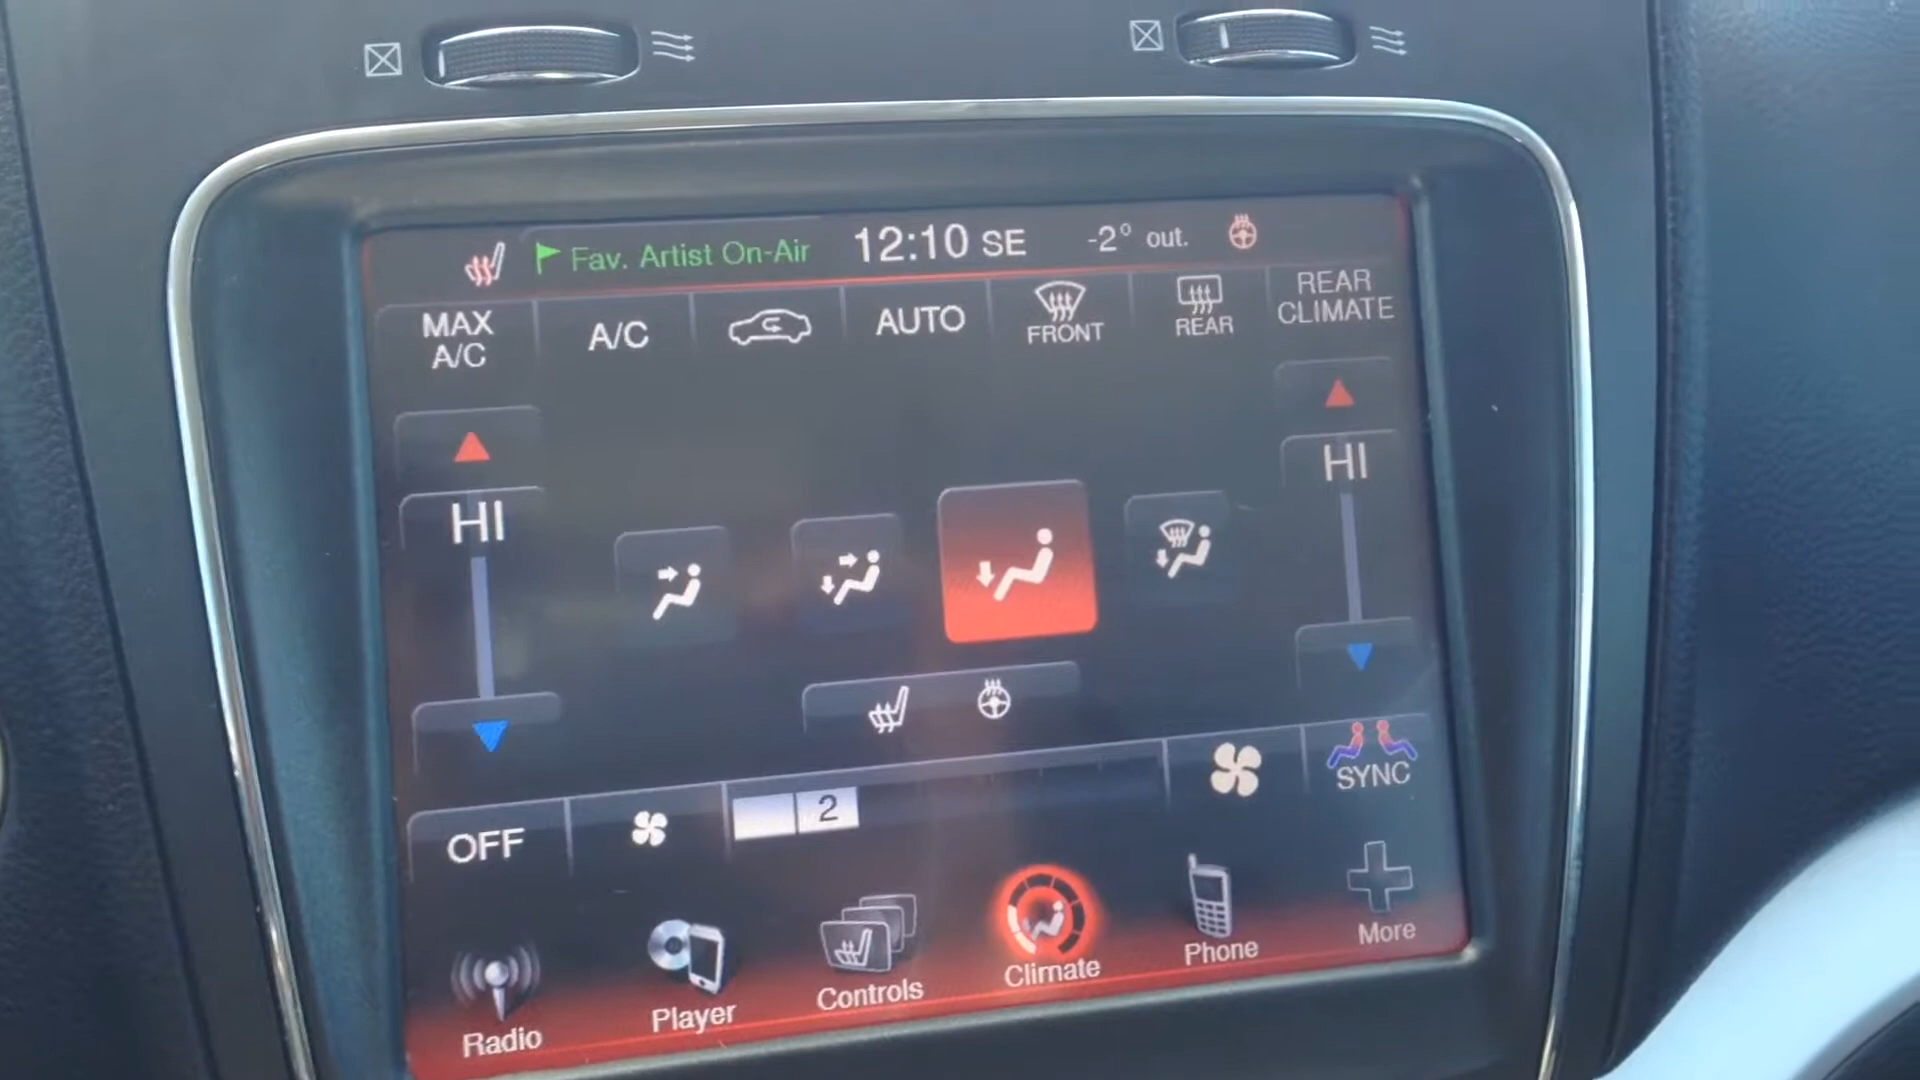 Fav. Artist On-Air
12:10 SE
-2° out.
MAX
A/C
A/C
AUTO
FRONT
REAR
REAR
CLIMATE
HI
HI
OFF
2
SYNC
Radio
Player
Controls
Climate
Phone
More